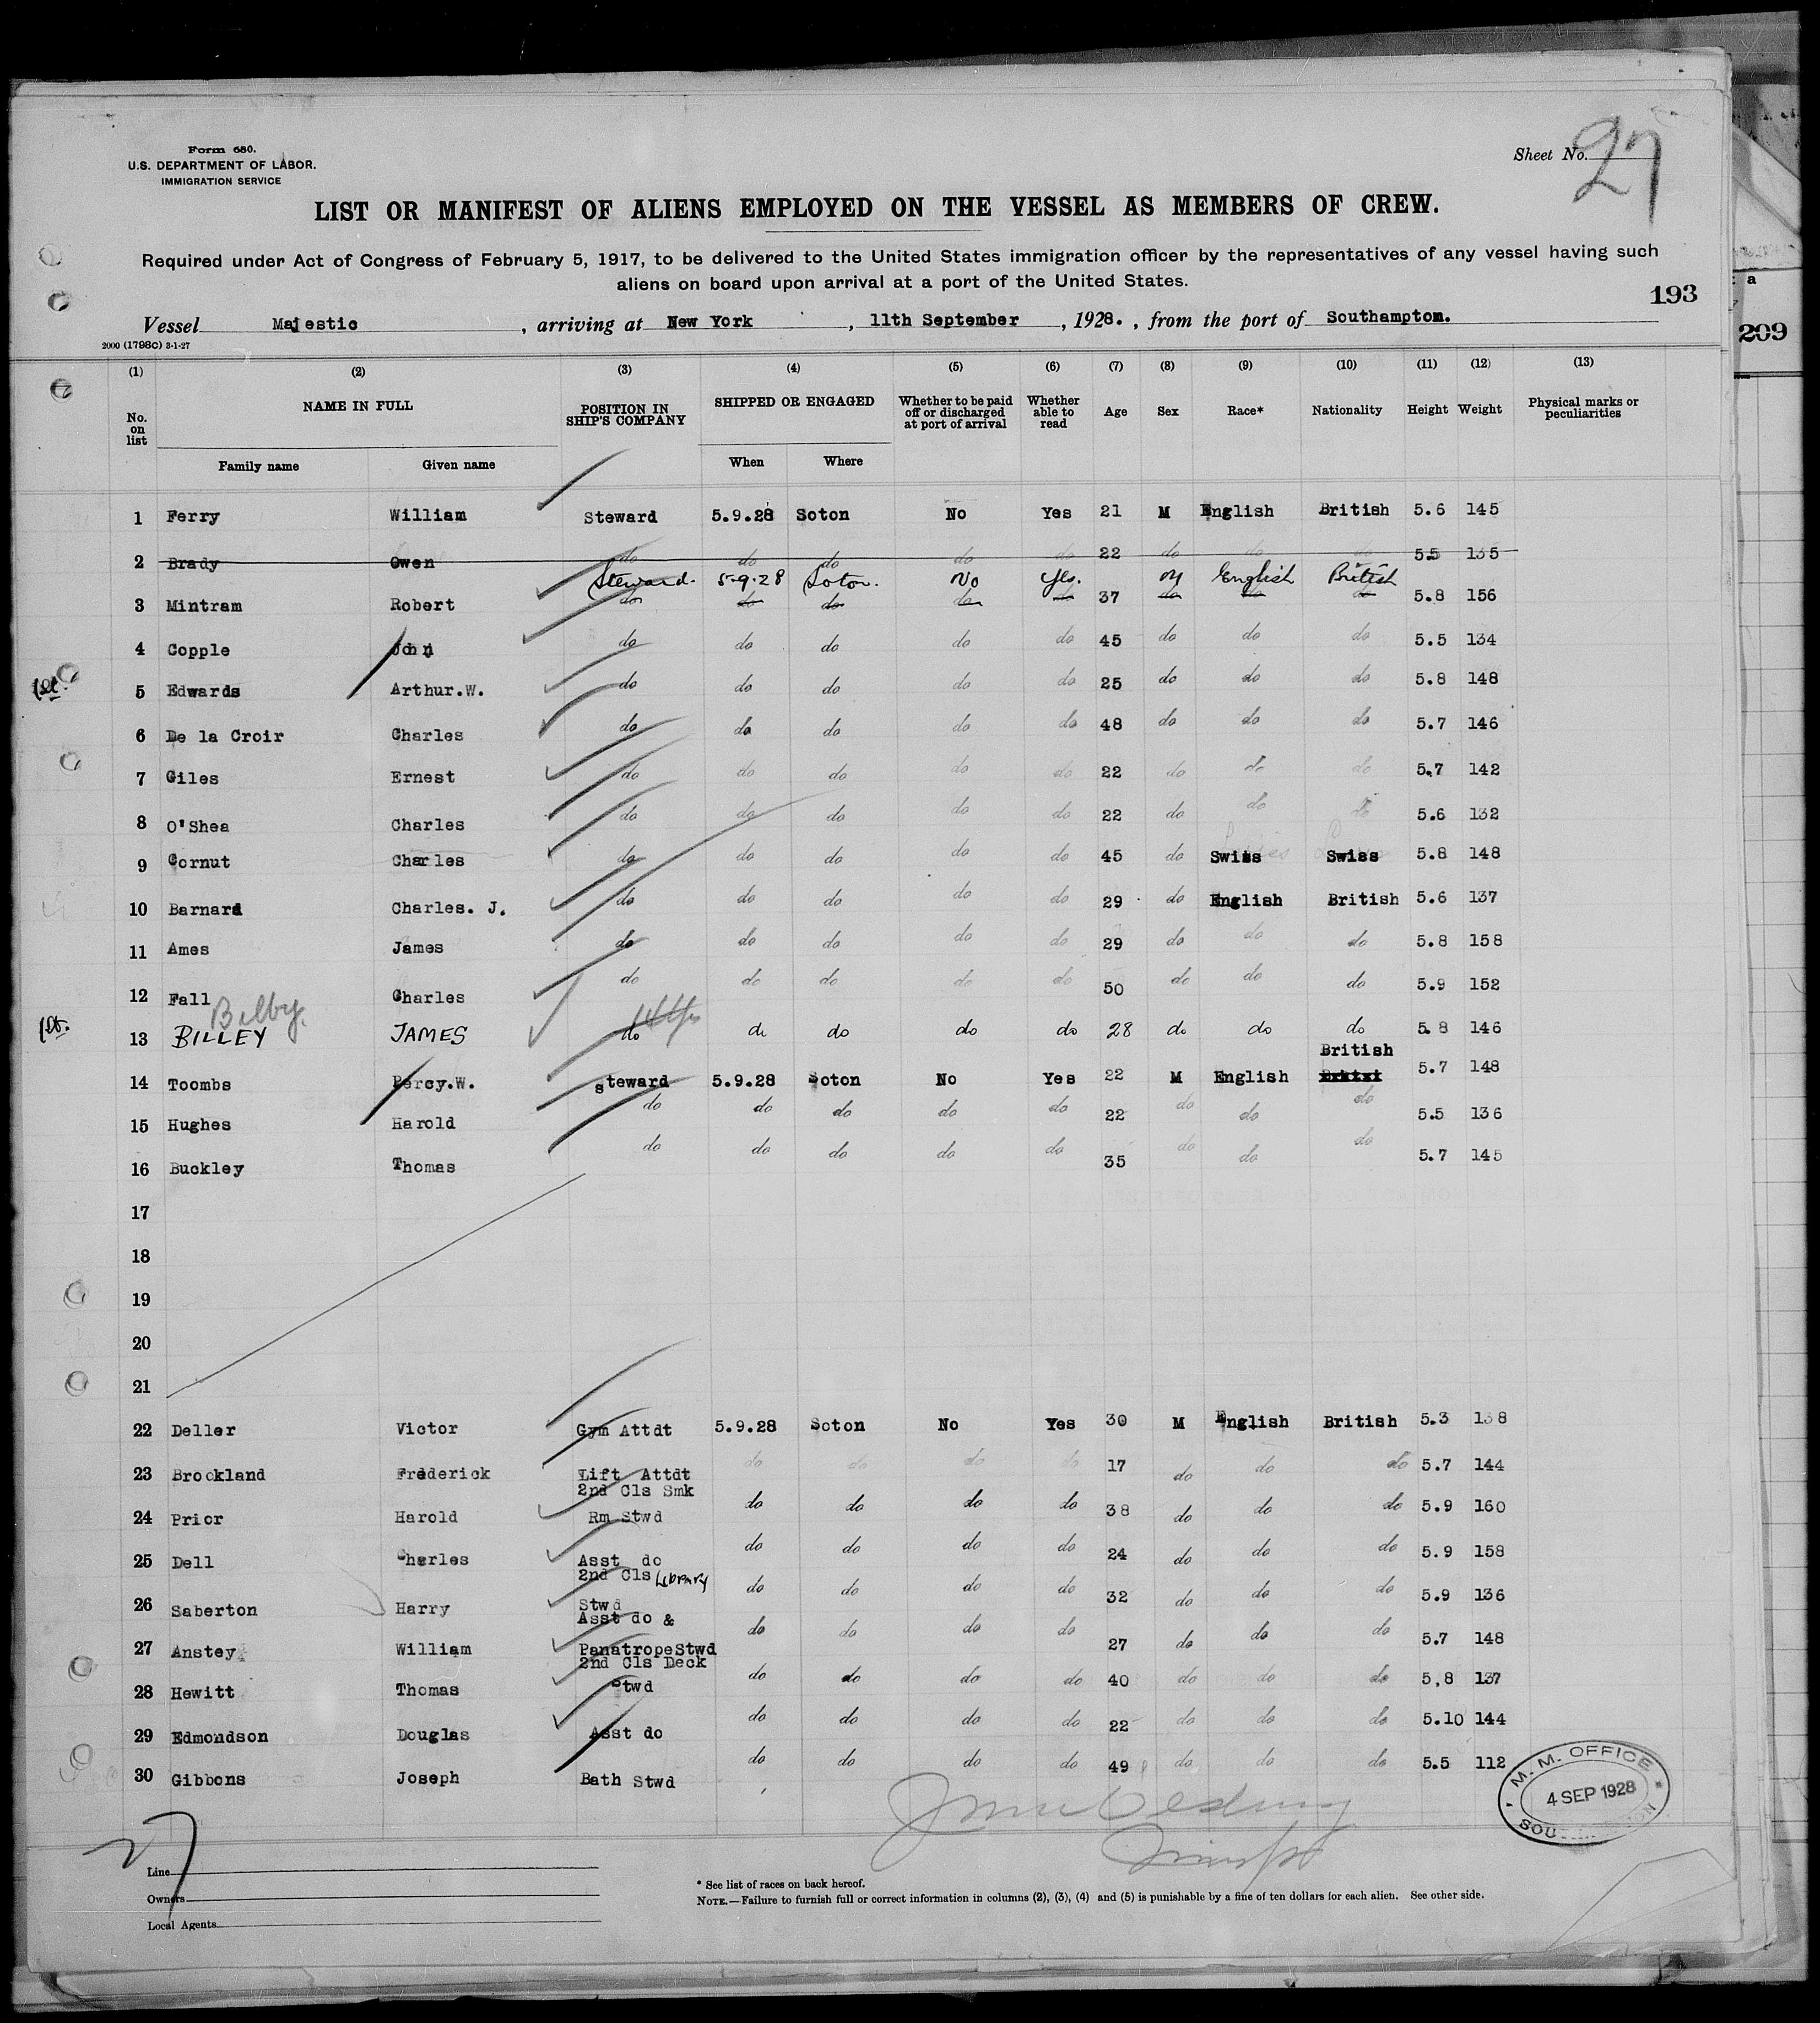 Form 680.
U.S. DEPARTMENT OF LABOR.
IMMIGRATION SERVICE
Sheet No. 27
LIST OR MANIFEST OF ALIENS EMPLOYED ON THE VESSEL AS MEMBERS OF CREW.
Required under Act of Congress of February 5, 1917, to be delivered to the United States immigration officer by the representatives of any vessel having such
aliens on board upon arrival at a port of the United States.
193
209
Vessel Majestic, arriving at New York, 11th September, 1928., from the port of Southampton.
2000 (1798c) 3-1-27
(1) (2) (3) (4) (5) (6) (7) (8) (9) (10) (11) (12) (13)
No. on list NAME IN FULL POSITION IN SHIP'S COMPANY SHIPPED OR ENGAGED Whether to be paid off or discharged at port of arrival Whether able to read Age Sex Race* Nationality Height Weight Physical marks or peculiarities
Family name Given name When Where
1 Ferry William Steward 5.9.28 Soton No Yes 21 M English British 5.6 145
2 Brady Owen do do do do do 22 do do do 5.5 135
Steward. 5-9-28 Soton. No Yes. M English British
3 Mintram Robert do do do do do 37 do do do 5.8 156
4 Copple John do do do do do 45 do do do 5.5 134
1st. 5 Edwards Arthur.W. do do do do do 25 do do do 5.8 148
6 De la Croir Charles do do do do do 48 do do do 5.7 146
7 Giles Ernest do do do do do 22 do do do 5.7 142
8 O'Shea Charles do do do do do 22 do do do 5.6 132
9 Cornut Charles do do do do do 45 do Swiss Swiss 5.8 148
10 Barnard Charles. J. do do do do do 29 do English British 5.6 137
11 Ames James do do do do do 29 do do do 5.8 158
12 Fall Charles do do do do do 50 do do do 5.9 152
Bilby.
1st. 13 BILLEY JAMES do do do do do 28 do do do 5.8 146
British
14 Toombs Percy.W. steward 5.9.28 Soton No Yes 22 M English 5.7 148
15 Hughes Harold do do do do do 22 do do do 5.5 136
16 Buckley Thomas do do do do do 35 do do do 5.7 145
17
18
19
20
21
22 Deller Victor Gym Attdt 5.9.28 Soton No Yes 30 M English British 5.3 138
23 Brockland Frederick Lift Attdt do do do do 17 do do do 5.7 144
2nd Cls Smk
24 Prior Harold Rm Stwd do do do do 38 do do do 5.9 160
25 Dell Charles Asst do do do do do 24 do do do 5.9 158
2nd Cls Library
26 Saberton Harry Stwd do do do do 32 do do do 5.9 136
Asst do &
27 Anstey William PanatropeStwd do do do do 27 do do do 5.7 148
2nd Cls Deck
28 Hewitt Thomas Stwd do do do do 40 do do do 5,8 137
29 Edmondson Douglas Asst do do do do do 22 do do do 5.10 144
30 Gibbons Joseph Bath Stwd do do do do 49 do do do 5.5 112
M. M. OFFICE
4 SEP 1928
27
Line
Owners
Local Agents
* See list of races on back hereof.
NOTE.—Failure to furnish full or correct information in columns (2), (3), (4) and (5) is punishable by a fine of ten dollars for each alien. See other side.